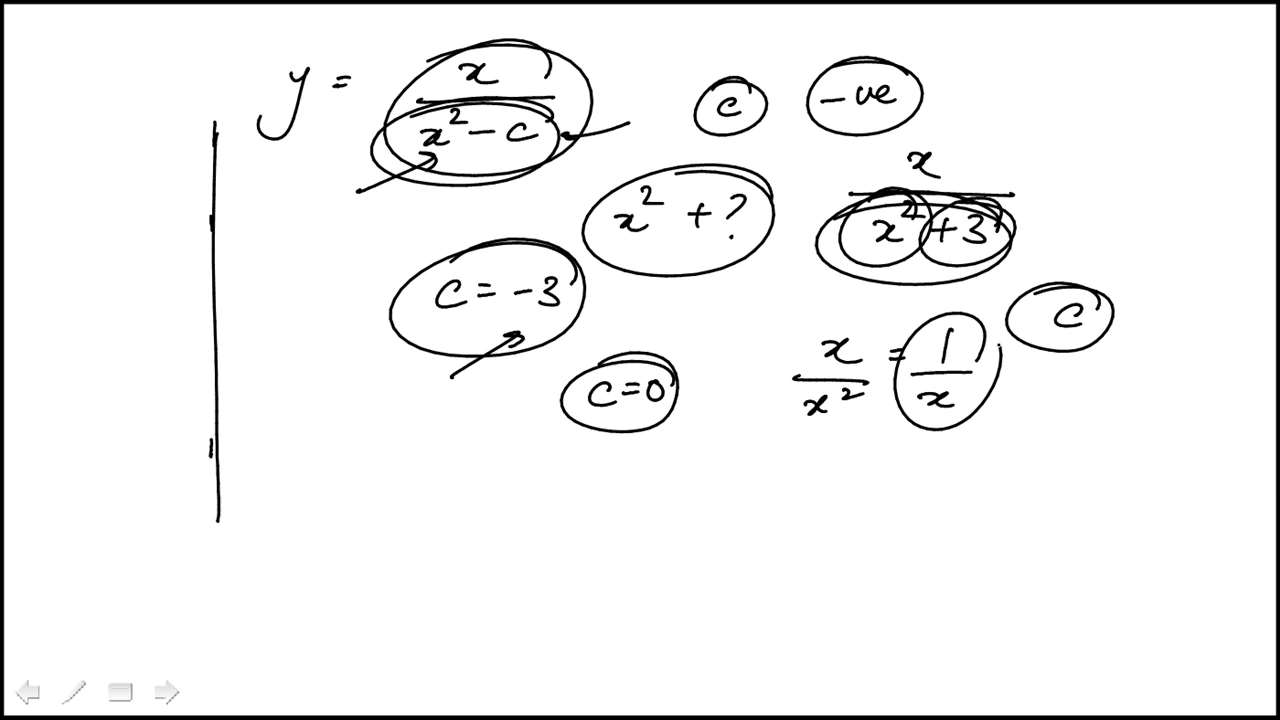 y = x / x² - c
c
-ve
x² + ?
x / x² + 3
c = -3
c
x / x² = 1 / x
c = 0